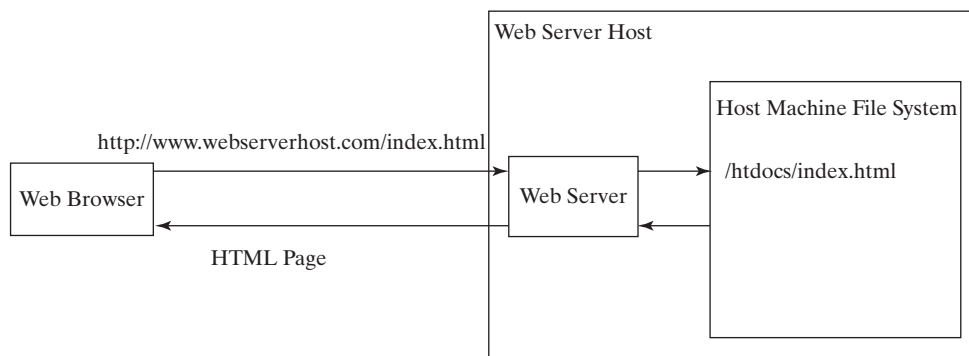 Web Server Host
Host Machine File System
http://www.webserverhost.com/index.html
/htdocs/index.html
Web Browser
Web Server
HTML Page